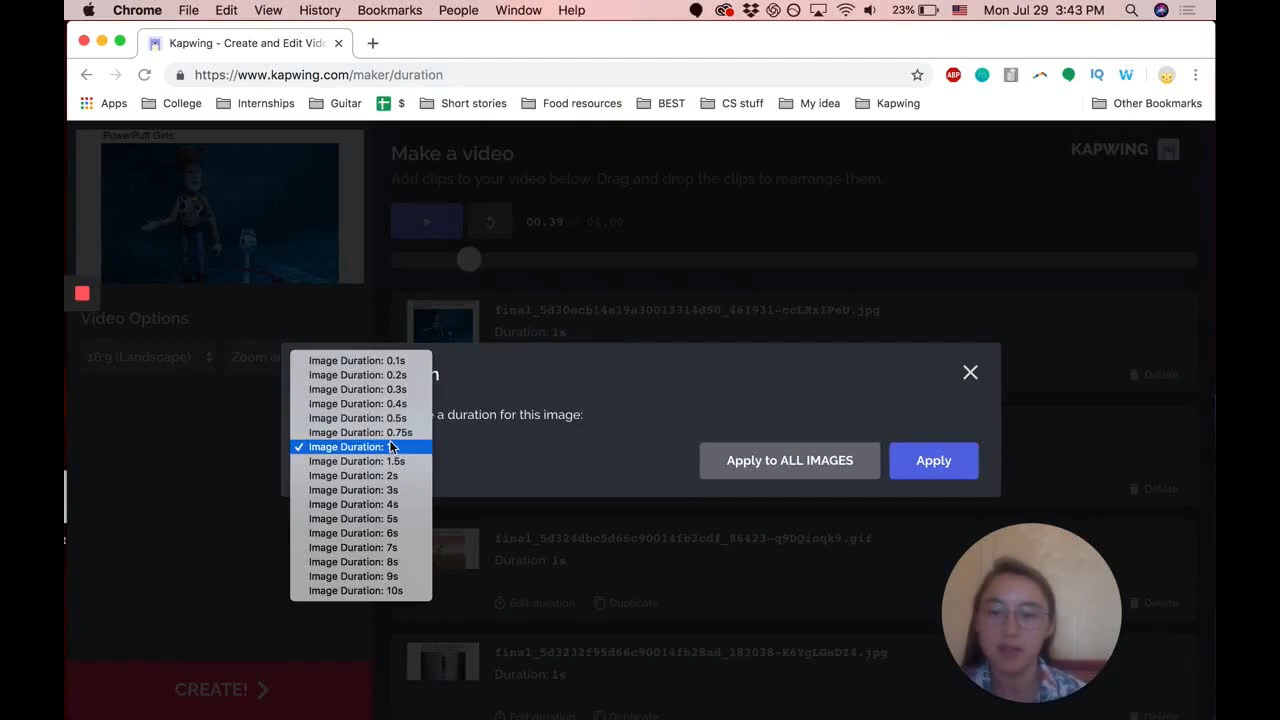 Chrome File Edit View History Bookmarks People Window Help 23% Mon Jul 29 3:43 PM
Kapwing - Create and Edit Vide
https://www.kapwing.com/maker/duration ABP IQ W
Apps College Internships Guitar $ Short stories Food resources BEST CS stuff My idea Kapwing Other Bookmarks
PowerPuff Girls:
Make a video
KAPWING
Add clips to your video below. Drag and drop the clips to rearrange them.
00.39 / 04.00
Video Options
16:9 (Landscape) Zoom
final_5d30ecb14a19a30013314d50_461931-ccLRxIPeU.jpg
Duration: 1s
Delete
Image Duration: 0.1s
Image Duration: 0.2s
Image Duration: 0.3s
Image Duration: 0.4s
Image Duration: 0.5s
Image Duration: 0.75s
Image Duration:
Image Duration: 1.5s
Image Duration: 2s
Image Duration: 3s
Image Duration: 4s
Image Duration: 5s
Image Duration: 6s
Image Duration: 7s
Image Duration: 8s
Image Duration: 9s
Image Duration: 10s
n
a duration for this image:
Apply to ALL IMAGES
Apply
Delete
final_5d324dbc5d66c90014fb2cdf_86423-q9DQioqk9.gif
Duration: 1s
Edit duration Duplicate Delete
final_5d3232f95d66c90014fb28ad_183038-K6YgLGsDZ4.jpg
Duration: 1s
Edit duration Duplicate
CREATE!